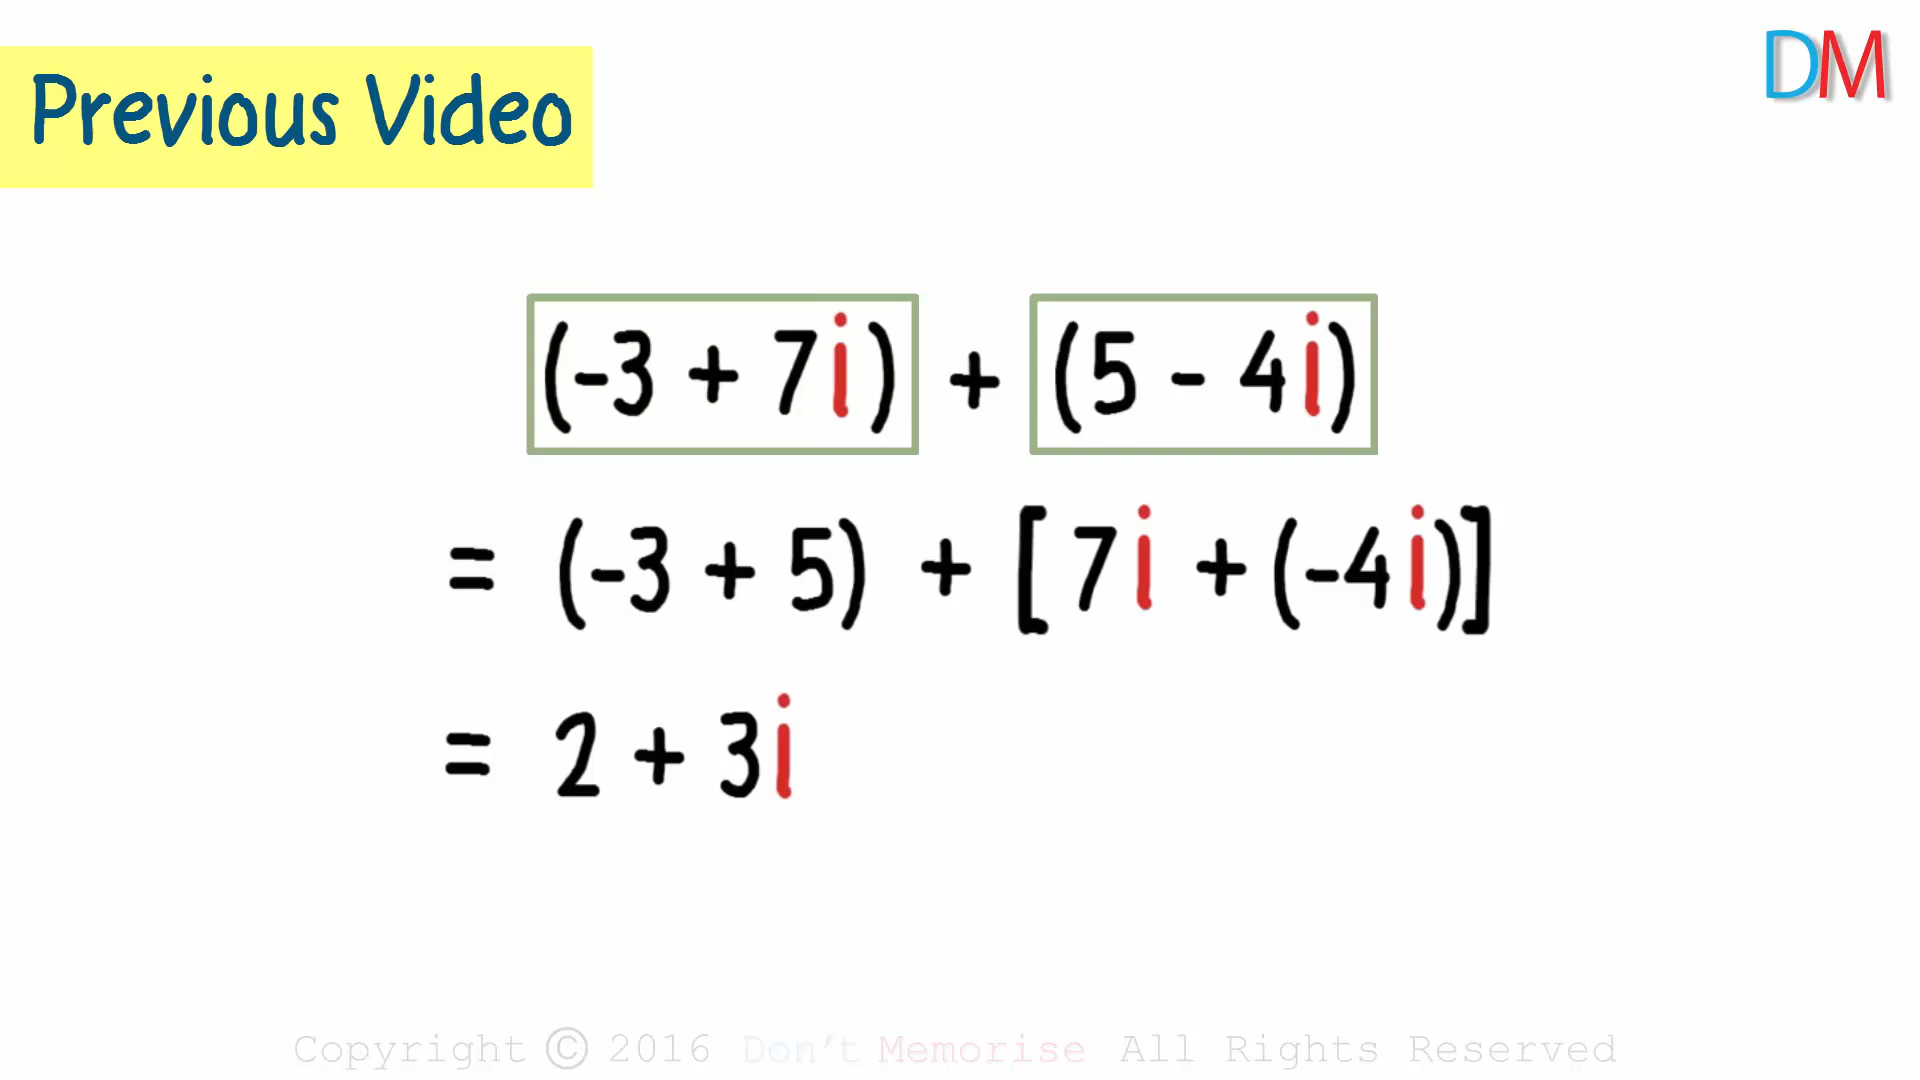 Previous Video
DM
(-3 + 7i) + (5 - 4i)
= (-3 + 5) + [7i + (-4i)]
= 2 + 3i
Copyright © 2016 Don't Memorise All Rights Reserved